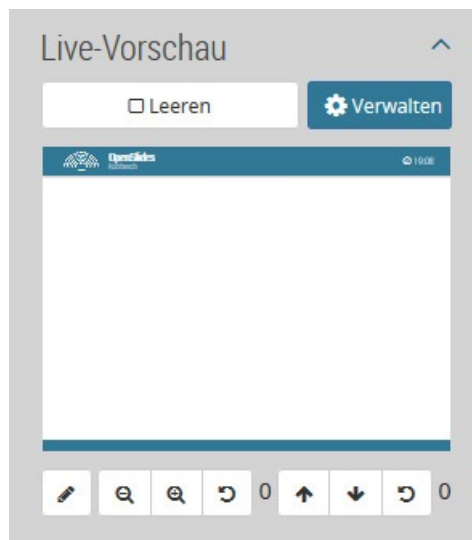 Live-Vorschau
Leeren
Verwalten
OpenSlides
19:08
0
0